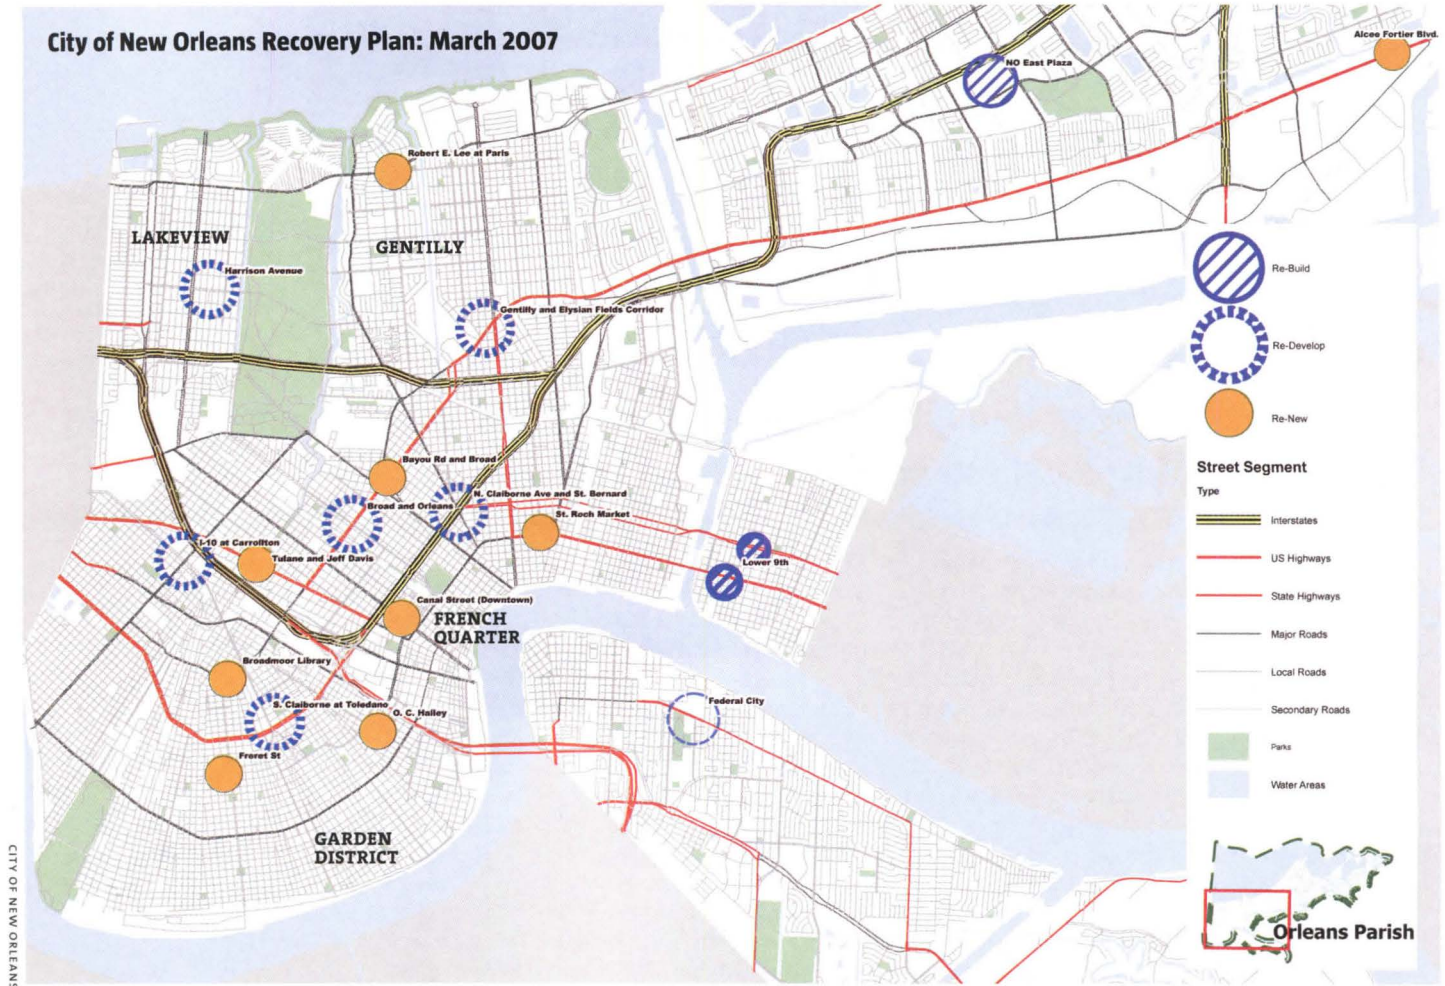 City of New Orleans Recovery Plan: March 2007
Alcee Fortier Blvd.
NO East Plaza
Robert E. Lee at Paris
LAKEVIEW
GENTILLY
Harrison Avenue
Gentilly and Elysian Fields Corridor
Bayou Rd and Broad
N. Claiborne Ave and St. Bernard
Broad and Orleans
St. Roch Market
I-10 at Carrollton
Tulane and Jeff Davis
Lower 9th
Canal Street (Downtown)
FRENCH
QUARTER
Broadmoor Library
S. Claiborne at Toledano
O. C. Halley
Federal City
Freret St
GARDEN
DISTRICT
Re-Build
Re-Develop
Re-New
Street Segment
Type
Interstates
US Highways
State Highways
Major Roads
Local Roads
Secondary Roads
Parks
Water Areas
Orleans Parish
CITY OF NEW ORLEANS